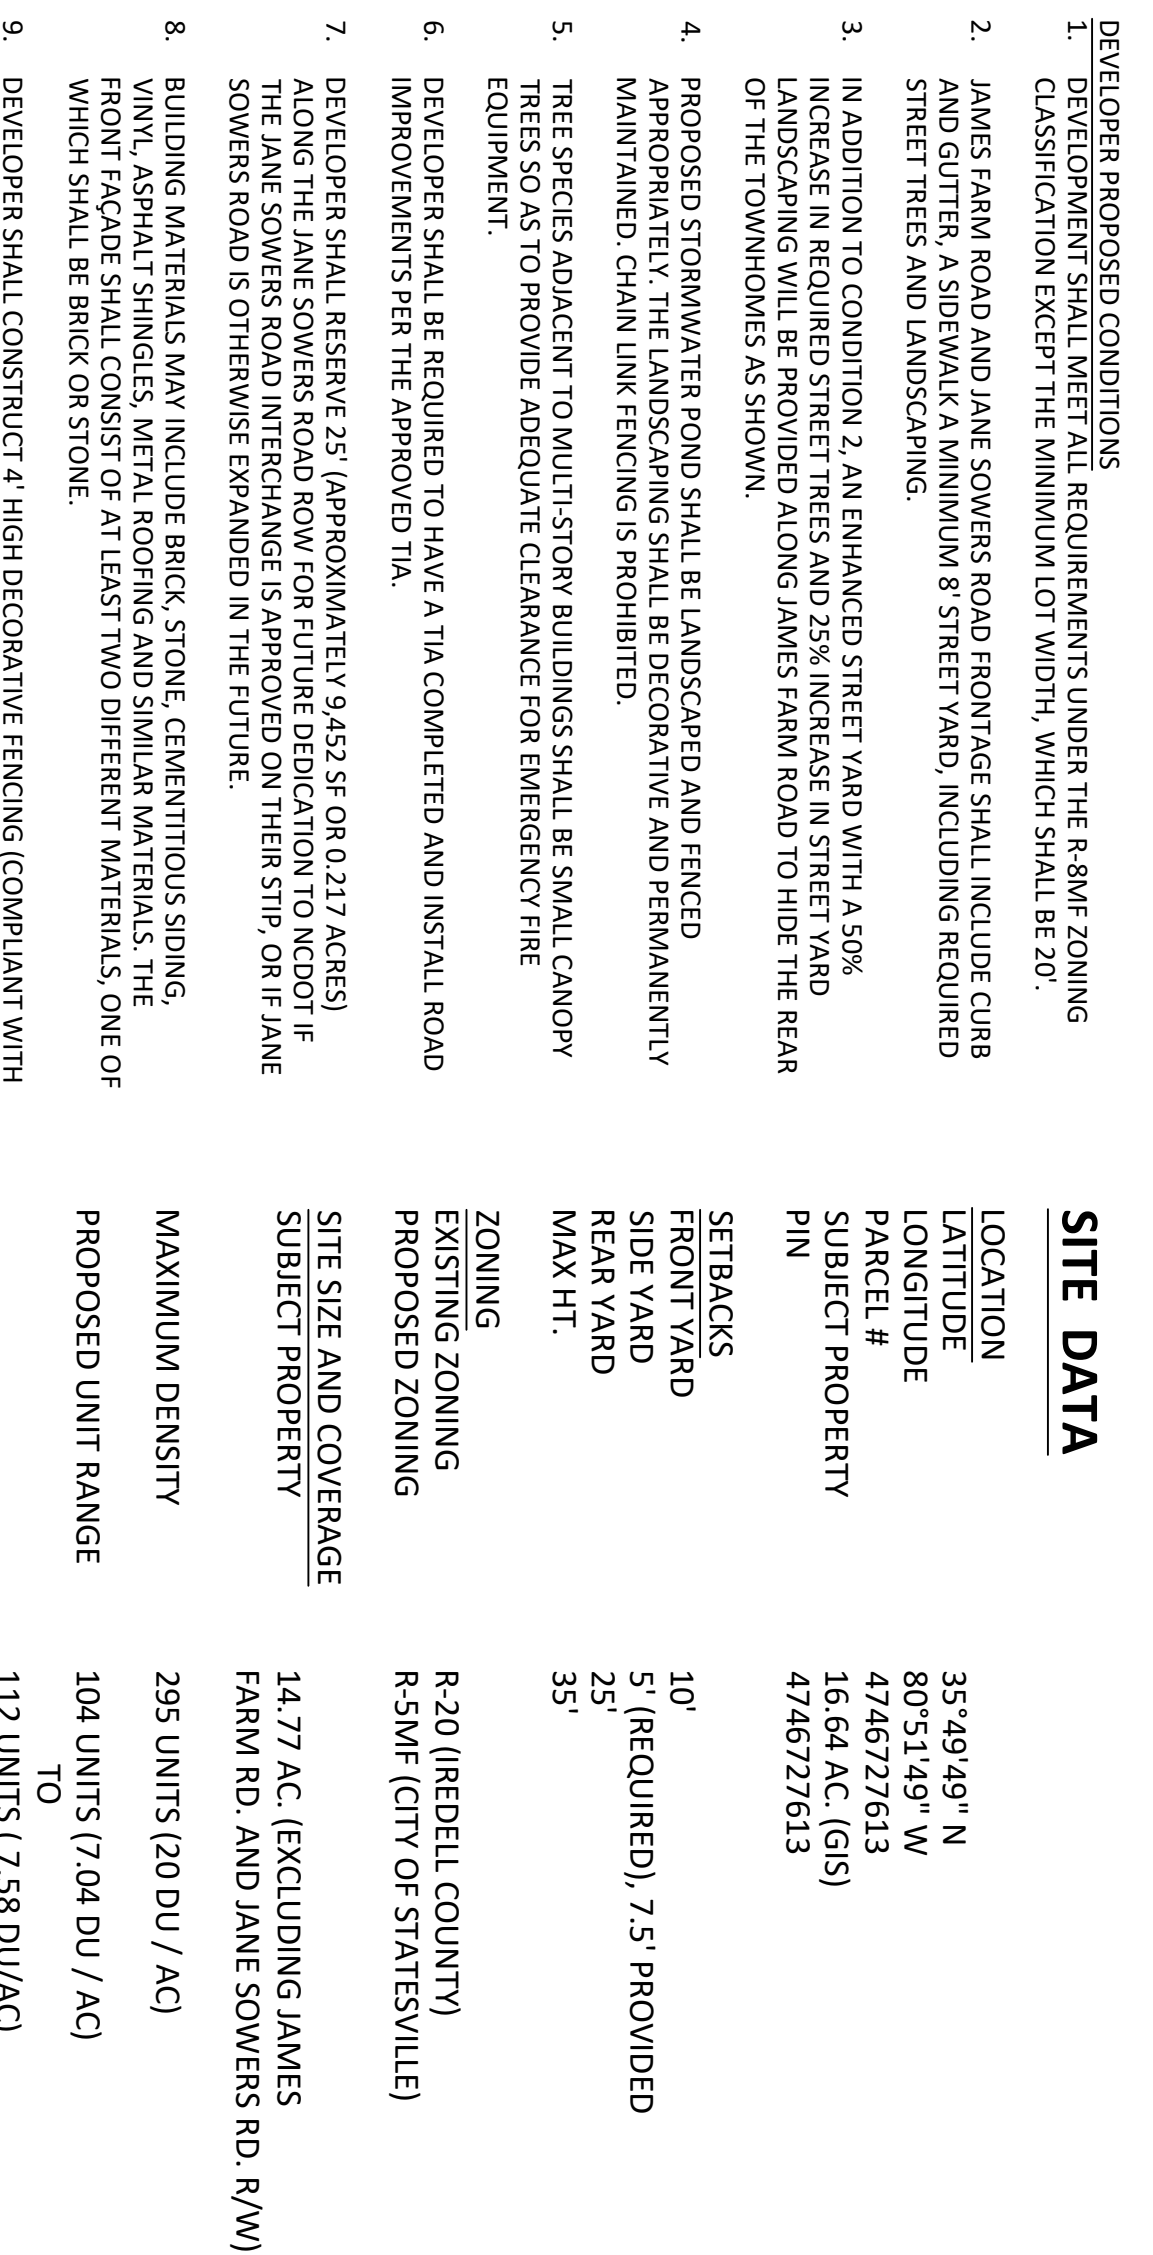 DEVELOPER PROPOSED CONDITIONS
1. DEVELOPMENT SHALL MEET ALL REQUIREMENTS UNDER THE R-8MF ZONING
CLASSIFICATION EXCEPT THE MINIMUM LOT WIDTH, WHICH SHALL BE 20'.
2. JAMES FARM ROAD AND JANE SOWERS ROAD FRONTAGE SHALL INCLUDE CURB
AND GUTTER, A SIDEWALK A MINIMUM 8' STREET YARD, INCLUDING REQUIRED
STREET TREES AND LANDSCAPING.
3. IN ADDITION TO CONDITION 2, AN ENHANCED STREET YARD WITH A 50%
INCREASE IN REQUIRED STREET TREES AND 25% INCREASE IN STREET YARD
LANDSCAPING WILL BE PROVIDED ALONG JAMES FARM ROAD TO HIDE THE REAR
OF THE TOWNHOMES AS SHOWN.
4. PROPOSED STORMWATER POND SHALL BE LANDSCAPED AND FENCED
APPROPRIATELY. THE LANDSCAPING SHALL BE DECORATIVE AND PERMANENTLY
MAINTAINED. CHAIN LINK FENCING IS PROHIBITED.
5. TREE SPECIES ADJACENT TO MULTI-STORY BUILDINGS SHALL BE SMALL CANOPY
TREES SO AS TO PROVIDE ADEQUATE CLEARANCE FOR EMERGENCY FIRE
EQUIPMENT.
6. DEVELOPER SHALL BE REQUIRED TO HAVE A TIA COMPLETED AND INSTALL ROAD
IMPROVEMENTS PER THE APPROVED TIA.
7. DEVELOPER SHALL RESERVE 25' (APPROXIMATELY 9,452 SF OR 0.217 ACRES)
ALONG THE JANE SOWERS ROAD ROW FOR FUTURE DEDICATION TO NCDOT IF
THE JANE SOWERS ROAD INTERCHANGE IS APPROVED ON THEIR STIP, OR IF JANE
SOWERS ROAD IS OTHERWISE EXPANDED IN THE FUTURE.
8. BUILDING MATERIALS MAY INCLUDE BRICK, STONE, CEMENTITIOUS SIDING,
VINYL, ASPHALT SHINGLES, METAL ROOFING AND SIMILAR MATERIALS. THE
FRONT FAÇADE SHALL CONSIST OF AT LEAST TWO DIFFERENT MATERIALS, ONE OF
WHICH SHALL BE BRICK OR STONE.
9. DEVELOPER SHALL CONSTRUCT 4' HIGH DECORATIVE FENCING (COMPLIANT WITH
SITE DATA
LOCATION
LATITUDE 35°49'49" N
LONGITUDE 80°51'49" W
PARCEL # 4746727613
SUBJECT PROPERTY 16.64 AC. (GIS)
PIN 4746727613
SETBACKS
FRONT YARD 10'
SIDE YARD 5' (REQUIRED), 7.5' PROVIDED
REAR YARD 25'
MAX HT. 35'
ZONING
EXISTING ZONING R-20 (IREDELL COUNTY)
PROPOSED ZONING R-5MF (CITY OF STATESVILLE)
SITE SIZE AND COVERAGE
SUBJECT PROPERTY 14.77 AC. (EXCLUDING JAMES
FARM RD. AND JANE SOWERS RD. R/W)
MAXIMUM DENSITY 295 UNITS (20 DU / AC)
PROPOSED UNIT RANGE 104 UNITS (7.04 DU / AC)
TO
112 UNITS ( 7.58 DU/AC)